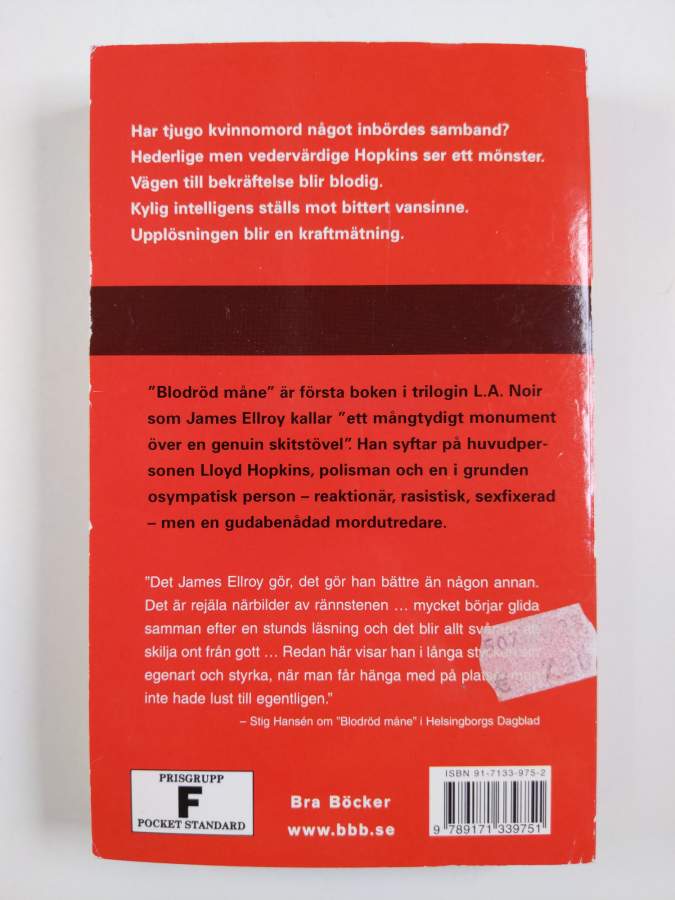 Har tjugo kvinnomord något inbördes samband?
Hederlige men vedervärdige Hopkins ser ett mönster.
Vägen till bekräftelse blir blodig.
Kylig intelligens ställs mot bittert vansinne.
Upplösningen blir en kraftmätning.
”Blodröd måne” är första boken i trilogin L.A. Noir
som James Ellroy kallar ”ett mångtydigt monument
över en genuin skitstövel”. Han syftar på huvudper-
sonen Lloyd Hopkins, polisman och en i grunden
osympatisk person – reaktionär, rasistisk, sexfixerad
– men en gudabenådad mordutredare.
”Det James Ellroy gör, det gör han bättre än någon annan.
Det är rejäla närbilder av rännstenen ... mycket börjar glida
samman efter en stunds läsning och det blir allt
skilja ont från gott ... Redan här visar han i långa
egenart och styrka, när man får hänga med på
inte hade lust till egentligen.”
– Stig Hansén om ”Blodröd måne” i Helsingborgs Dagblad
PRISGRUPP
F
POCKET STANDARD
Bra Böcker
www.bbb.se
ISBN 91-7133-975-2
9 789171 339751